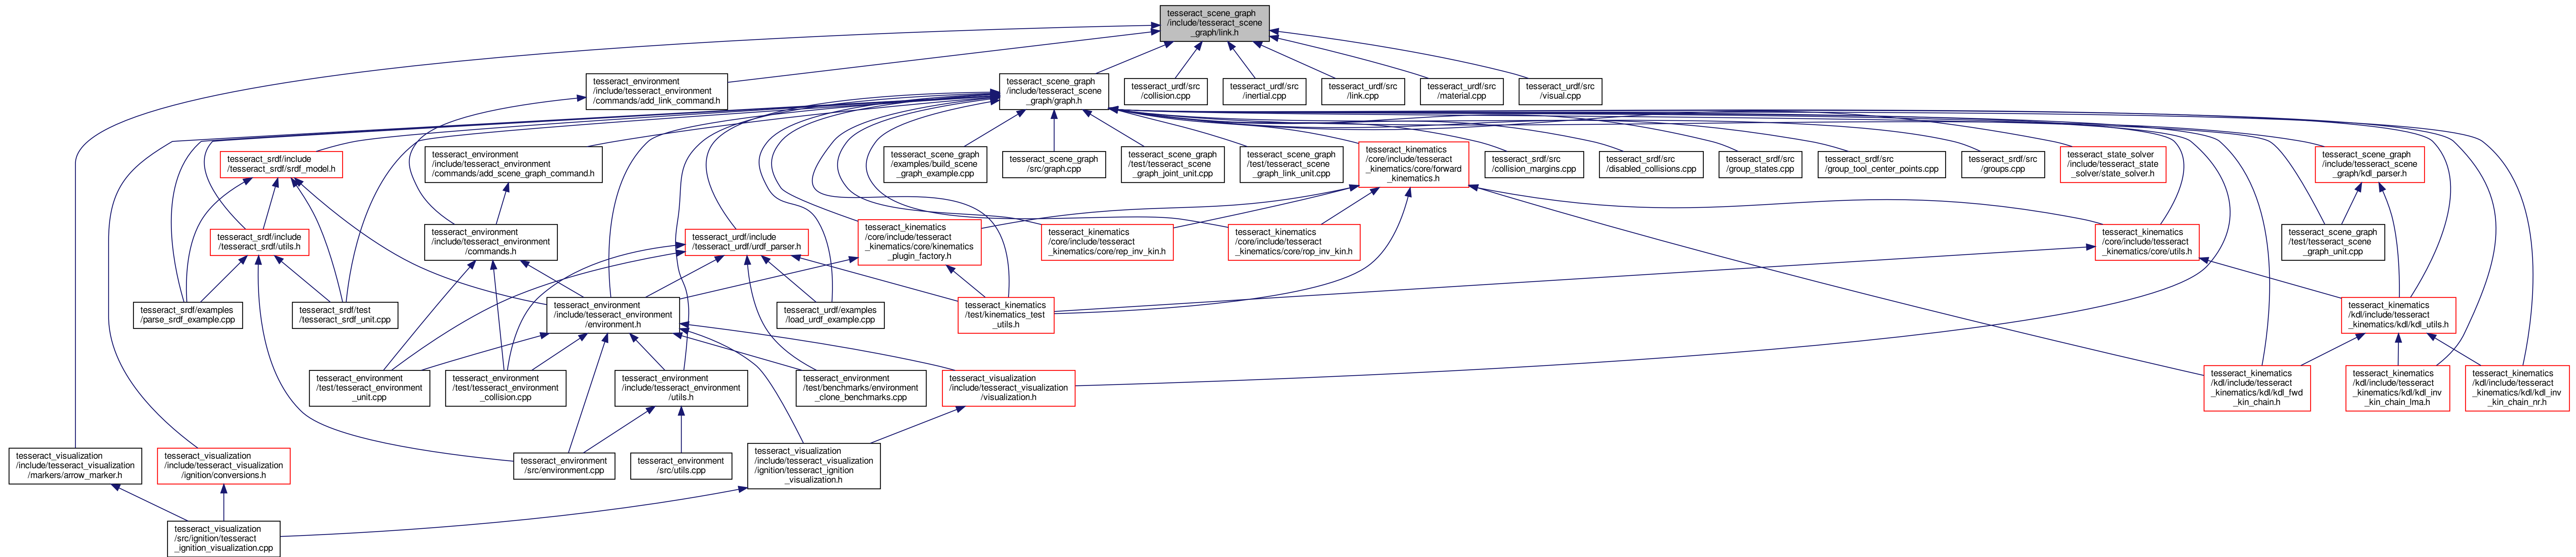 tesseract_scene_graph
/include/tesseract_scene
_graph/link.h
tesseract_environment
/include/tesseract_environment
/commands/add_link_command.h
tesseract_scene_graph
/include/tesseract_scene
_graph/graph.h
tesseract_urdf/src
/collision.cpp
tesseract_urdf/src
/inertial.cpp
tesseract_urdf/src
/link.cpp
tesseract_urdf/src
/material.cpp
tesseract_urdf/src
/visual.cpp
tesseract_srdf/include
/tesseract_srdf/srdf_model.h
tesseract_environment
/include/tesseract_environment
/commands/add_scene_graph_command.h
tesseract_scene_graph
/examples/build_scene
_graph_example.cpp
tesseract_scene_graph
/src/graph.cpp
tesseract_scene_graph
/test/tesseract_scene
_graph_joint_unit.cpp
tesseract_scene_graph
/test/tesseract_scene
_graph_link_unit.cpp
tesseract_kinematics
/core/include/tesseract
_kinematics/core/forward
_kinematics.h
tesseract_srdf/src
/collision_margins.cpp
tesseract_srdf/src
/disabled_collisions.cpp
tesseract_srdf/src
/group_states.cpp
tesseract_srdf/src
/group_tool_center_points.cpp
tesseract_srdf/src
/groups.cpp
tesseract_state_solver
/include/tesseract_state
_solver/state_solver.h
tesseract_scene_graph
/include/tesseract_scene
_graph/kdl_parser.h
tesseract_srdf/include
/tesseract_srdf/utils.h
tesseract_environment
/include/tesseract_environment
/commands.h
tesseract_urdf/include
/tesseract_urdf/urdf_parser.h
tesseract_kinematics
/core/include/tesseract
_kinematics/core/kinematics
_plugin_factory.h
tesseract_kinematics
/core/include/tesseract
_kinematics/core/rep_inv_kin.h
tesseract_kinematics
/core/include/tesseract
_kinematics/core/rop_inv_kin.h
tesseract_kinematics
/core/include/tesseract
_kinematics/core/utils.h
tesseract_scene_graph
/test/tesseract_scene
_graph_unit.cpp
tesseract_srdf/examples
/parse_srdf_example.cpp
tesseract_srdf/test
/tesseract_srdf_unit.cpp
tesseract_environment
/include/tesseract_environment
/environment.h
tesseract_urdf/examples
/load_urdf_example.cpp
tesseract_kinematics
/test/kinematics_test
_utils.h
tesseract_kinematics
/kdl/include/tesseract
_kinematics/kdl/kdl_utils.h
tesseract_environment
/test/tesseract_environment
_unit.cpp
tesseract_environment
/test/tesseract_environment
_collision.cpp
tesseract_environment
/include/tesseract_environment
/utils.h
tesseract_environment
/test/benchmarks/environment
_clone_benchmarks.cpp
tesseract_visualization
/include/tesseract_visualization
/visualization.h
tesseract_kinematics
/kdl/include/tesseract
_kinematics/kdl/kdl_fwd
_kin_chain.h
tesseract_kinematics
/kdl/include/tesseract
_kinematics/kdl/kdl_inv
_kin_chain_lma.h
tesseract_kinematics
/kdl/include/tesseract
_kinematics/kdl/kdl_inv
_kin_chain_nr.h
tesseract_visualization
/include/tesseract_visualization
/markers/arrow_marker.h
tesseract_visualization
/include/tesseract_visualization
/ignition/conversions.h
tesseract_environment
/src/environment.cpp
tesseract_environment
/src/utils.cpp
tesseract_visualization
/include/tesseract_visualization
/ignition/tesseract_ignition
_visualization.h
tesseract_visualization
/src/ignition/tesseract
_ignition_visualization.cpp